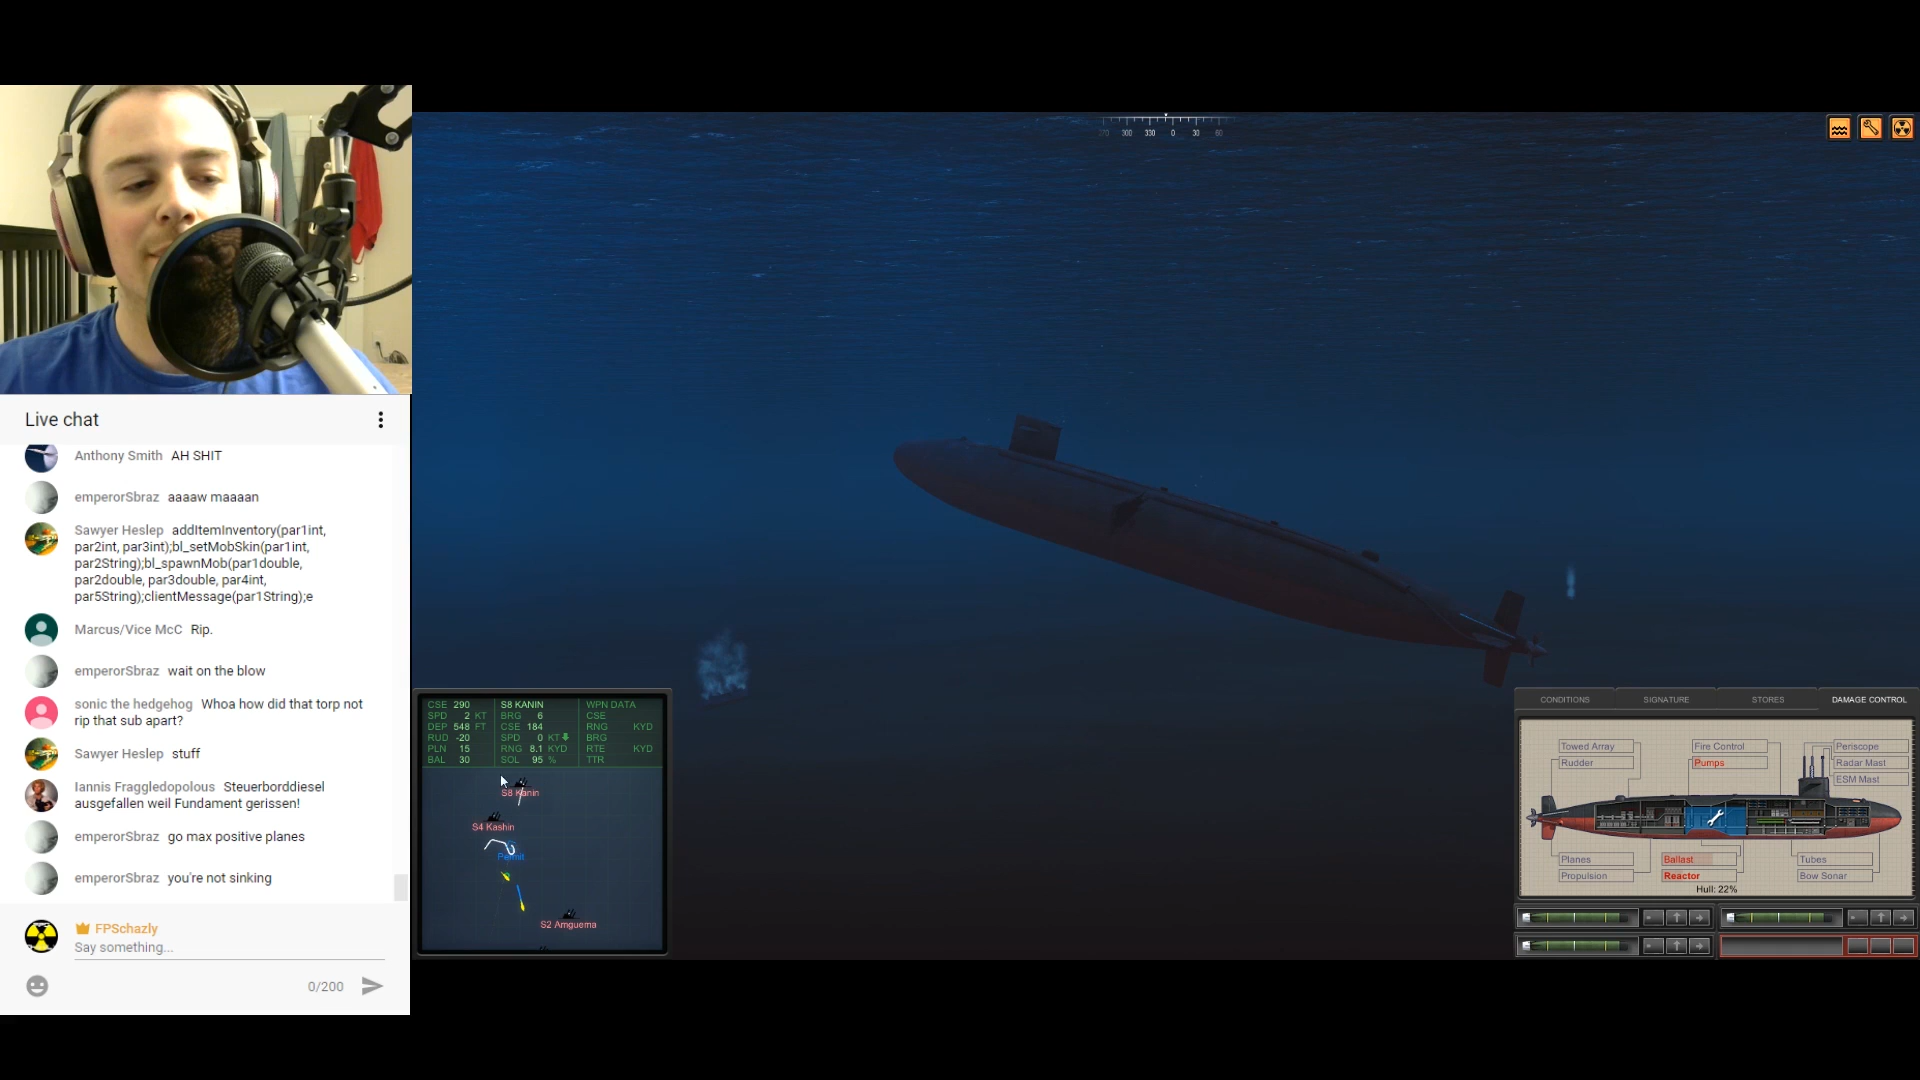 Live chat
Anthony Smith AH SHIT
emperorSbraz aaaaw maaaan
Sawyer Heslep addItemInventory(par1int,
par2int, par3int);bl_setMobSkin(par1int,
par2String);bl_spawnMob(par1double,
par2double, par3double, par4int,
par5String);clientMessage(par1String);e
Marcus/Vice McC Rip.
emperorSbraz wait on the blow
sonic the hedgehog Whoa how did that torp not
rip that sub apart?
Sawyer Heslep stuff
Iannis Fraggledopolous Steuerborddiesel
ausgefallen weil Fundament gerissen!
emperorSbraz go max positive planes
emperorSbraz you're not sinking
FPSchazly
Say something...
0/200
300 330 0 30 60
CSE 290 S8 KANIN WPN DATA
SPD 2 KT BRG 6 CSE
DEP 548 FT CSE 184 RNG KYD
RUD -20 SPD 0 KT BRG
PLN 15 RNG 8.1 KYD RTE KYD
BAL 30 SOL 95 % TTR
S8 Kanin
S4 Kashin
Permit
S2 Amguema
CONDITIONS SIGNATURE STORES DAMAGE CONTROL
Towed Array Fire Control Periscope
Rudder Pumps Radar Mast
ESM Mast
Planes Ballast Tubes
Propulsion Reactor Bow Sonar
Hull: 22%